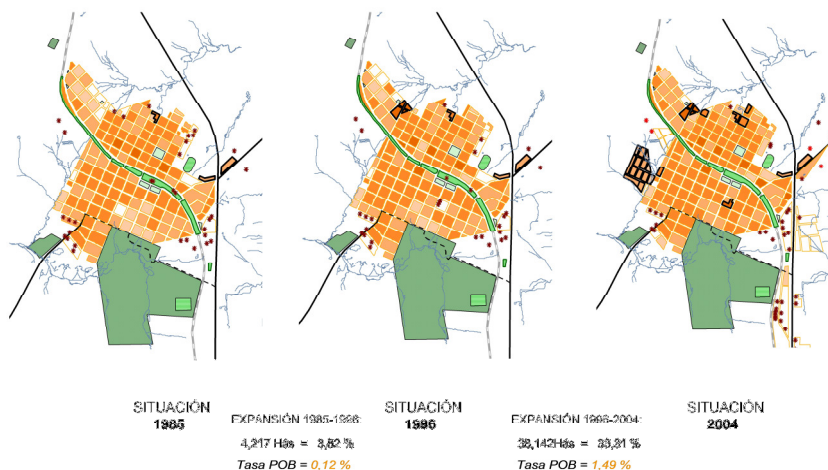 SITUACIÓN
1985
EXPANSIÓN 1985-1996:
4,217 Hás = 3,82 %
Tasa POB = 0.12 %
SITUACIÓN
1996
EXPANSIÓN 1996-2004:
38,142Hás = 33,31 %
Tasa POB = 1.49 %
SITUACIÓN
2004